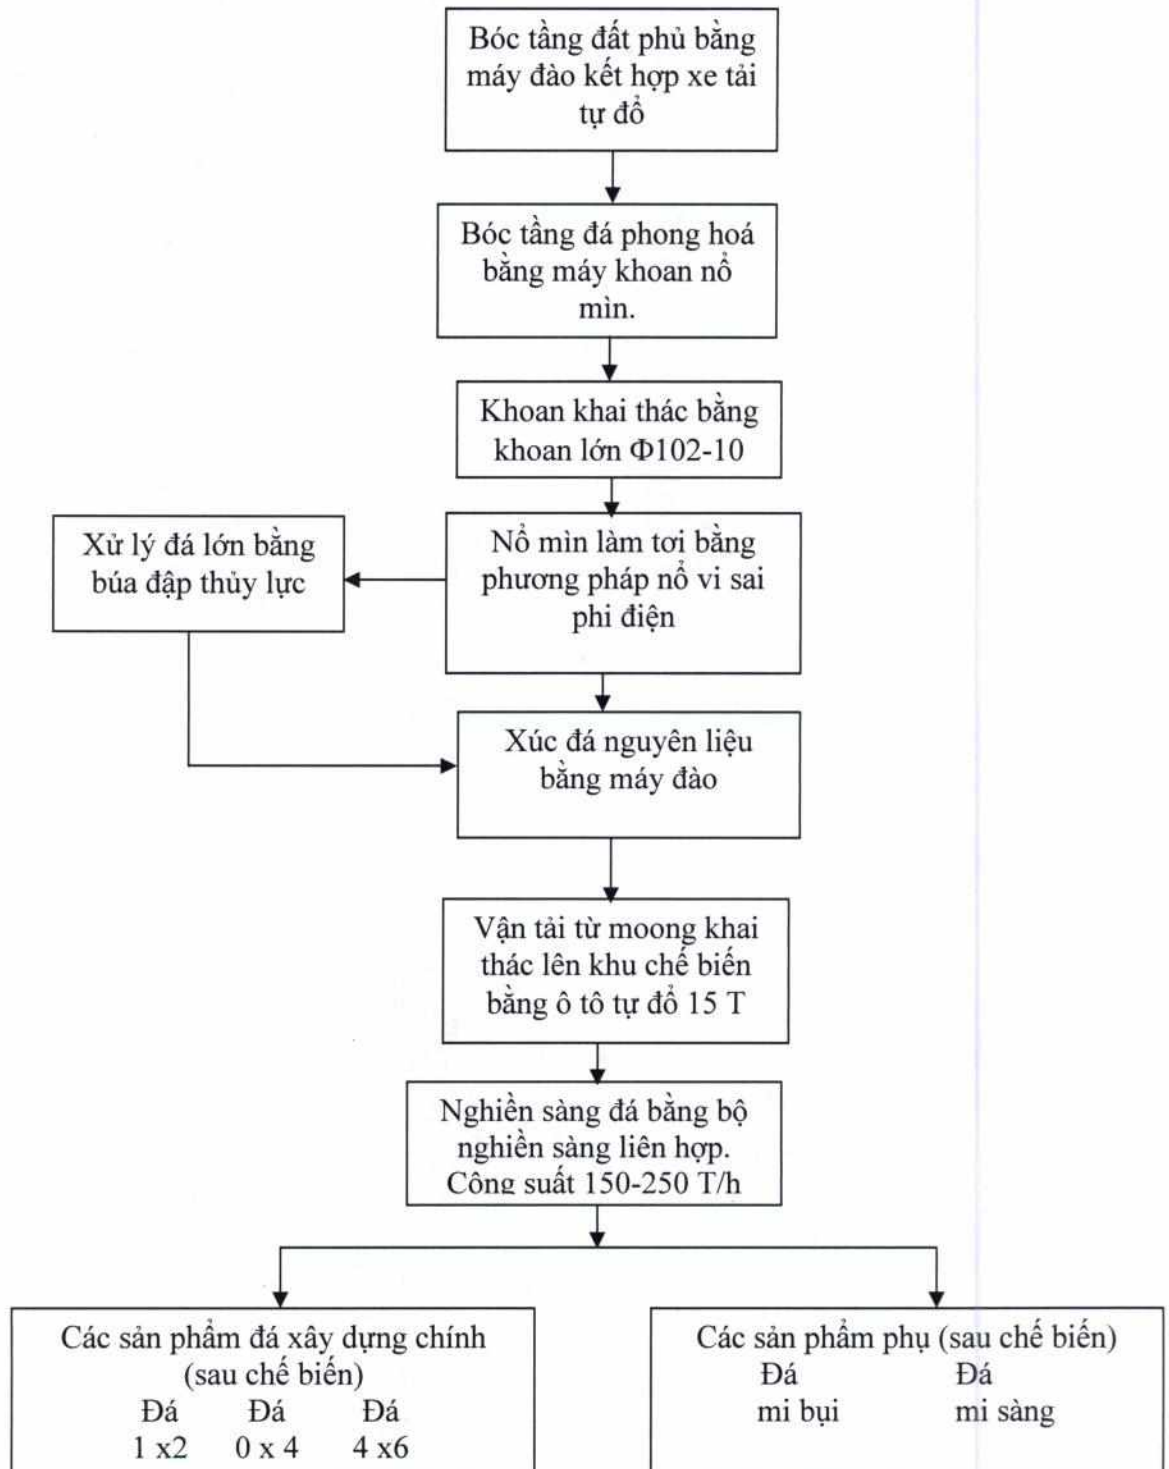 Bóc tầng đất phủ bằng
máy đào kết hợp xe tải
tự đổ
Bóc tầng đá phong hoá
bằng máy khoan nổ
mìn.
Khoan khai thác bằng
khoan lớn Φ102-10
Xử lý đá lớn bằng
búa đập thủy lực
Nổ mìn làm tơi bằng
phương pháp nổ vi sai
phi điện
Xúc đá nguyên liệu
bằng máy đào
Vận tải từ moong khai
thác lên khu chế biến
bằng ô tô tự đổ 15 T
Nghiền sàng đá bằng bộ
nghiền sàng liên hợp.
Công suất 150-250 T/h
Các sản phẩm đá xây dựng chính
(sau chế biến)
Đá Đá Đá
1 x2 0 x 4 4 x6
Các sản phẩm phụ (sau chế biến)
Đá Đá
mi bụi mi sàng